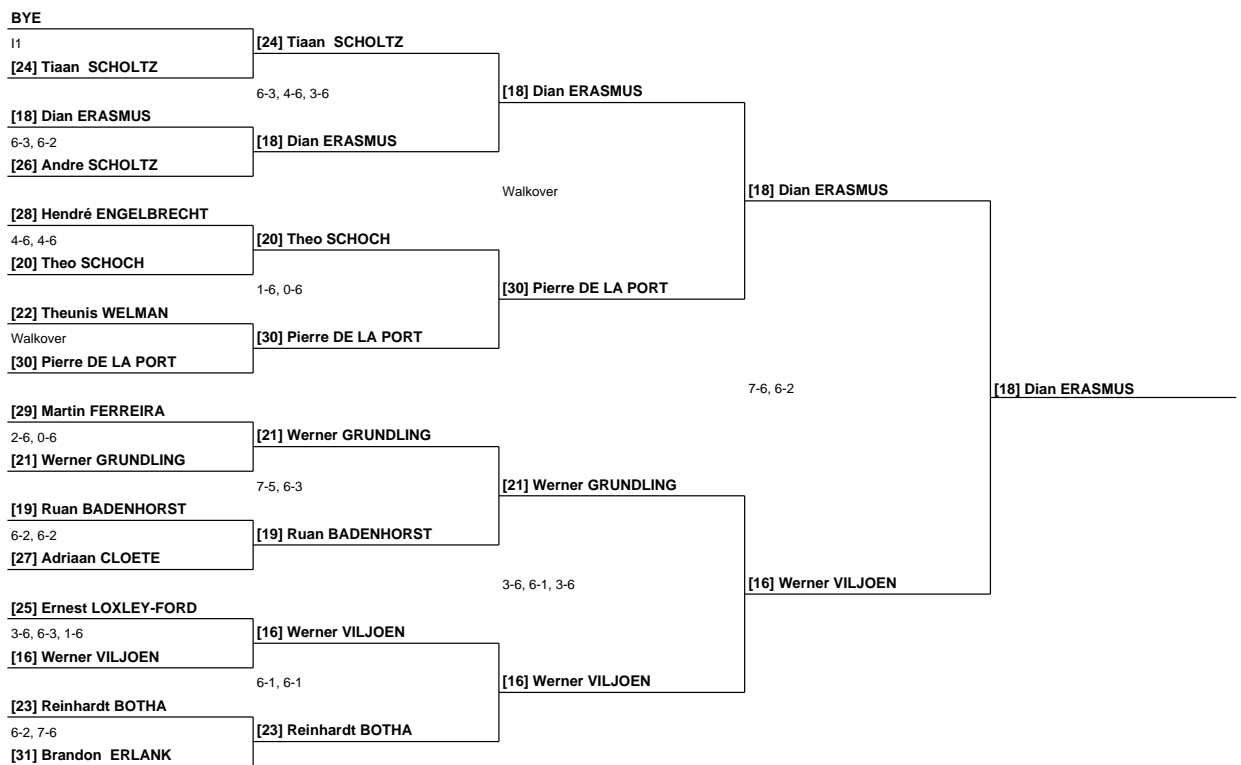 BYE
I1
[24] Tiaan SCHOLTZ
[18] Dian ERASMUS
6-3, 6-2
[26] Andre SCHOLTZ
[28] Hendré ENGELBRECHT
4-6, 4-6
[20] Theo SCHOCH
[22] Theunis WELMAN
Walkover
[30] Pierre DE LA PORT
[29] Martin FERREIRA
2-6, 0-6
[21] Werner GRUNDLING
[19] Ruan BADENHORST
6-2, 6-2
[27] Adriaan CLOETE
[25] Ernest LOXLEY-FORD
3-6, 6-3, 1-6
[16] Werner VILJOEN
[23] Reinhardt BOTHA
6-2, 7-6
[31] Brandon ERLANK
[24] Tiaan SCHOLTZ
6-3, 4-6, 3-6
[18] Dian ERASMUS
[20] Theo SCHOCH
1-6, 0-6
[30] Pierre DE LA PORT
[21] Werner GRUNDLING
7-5, 6-3
[19] Ruan BADENHORST
[16] Werner VILJOEN
6-1, 6-1
[23] Reinhardt BOTHA
[18] Dian ERASMUS
Walkover
[30] Pierre DE LA PORT
[21] Werner GRUNDLING
3-6, 6-1, 3-6
[16] Werner VILJOEN
[18] Dian ERASMUS
7-6, 6-2
[16] Werner VILJOEN
[18] Dian ERASMUS